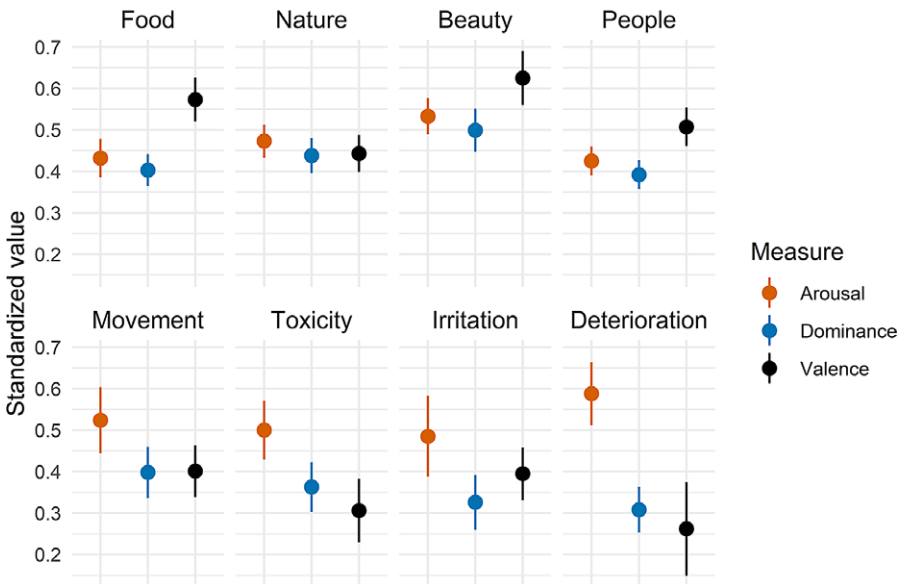 Food Nature Beauty People
0.7
0.6
0.5
0.4
0.3
0.2
Standardized value
Movement Toxicity Irritation Deterioration
0.7
0.6
0.5
0.4
0.3
0.2
Measure
Arousal
Dominance
Valence